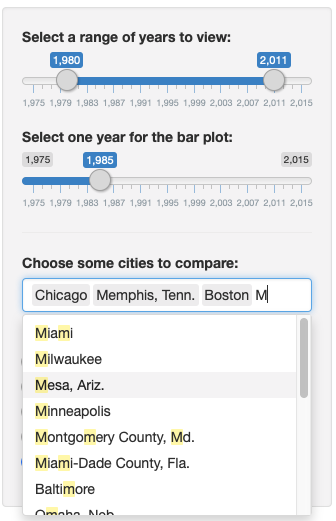 Select a range of years to view:
1,980 2,011
1,975 1,979 1,983 1,987 1,991 1,995 1,999 2,003 2,007 2,011 2,015
Select one year for the bar plot:
1,975 1,985 2,015
1,975 1,979 1,983 1,987 1,991 1,995 1,999 2,003 2,007 2,011 2,015
Choose some cities to compare:
Chicago Memphis, Tenn. Boston M
Miami
Milwaukee
Mesa, Ariz.
Minneapolis
Montgomery County, Md.
Miami-Dade County, Fla.
Baltimore
Omaha, Neb.